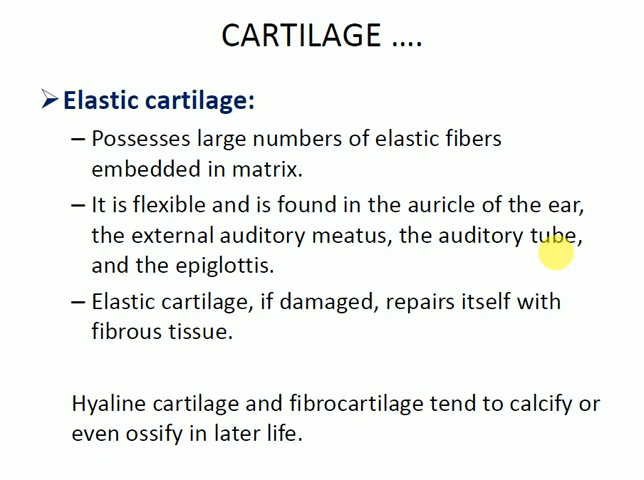 CARTILAGE ....
➢Elastic cartilage:
– Possesses large numbers of elastic fibers
embedded in matrix.
– It is flexible and is found in the auricle of the ear,
the external auditory meatus, the auditory tube,
and the epiglottis.
– Elastic cartilage, if damaged, repairs itself with
fibrous tissue.
Hyaline cartilage and fibrocartilage tend to calcify or
even ossify in later life.